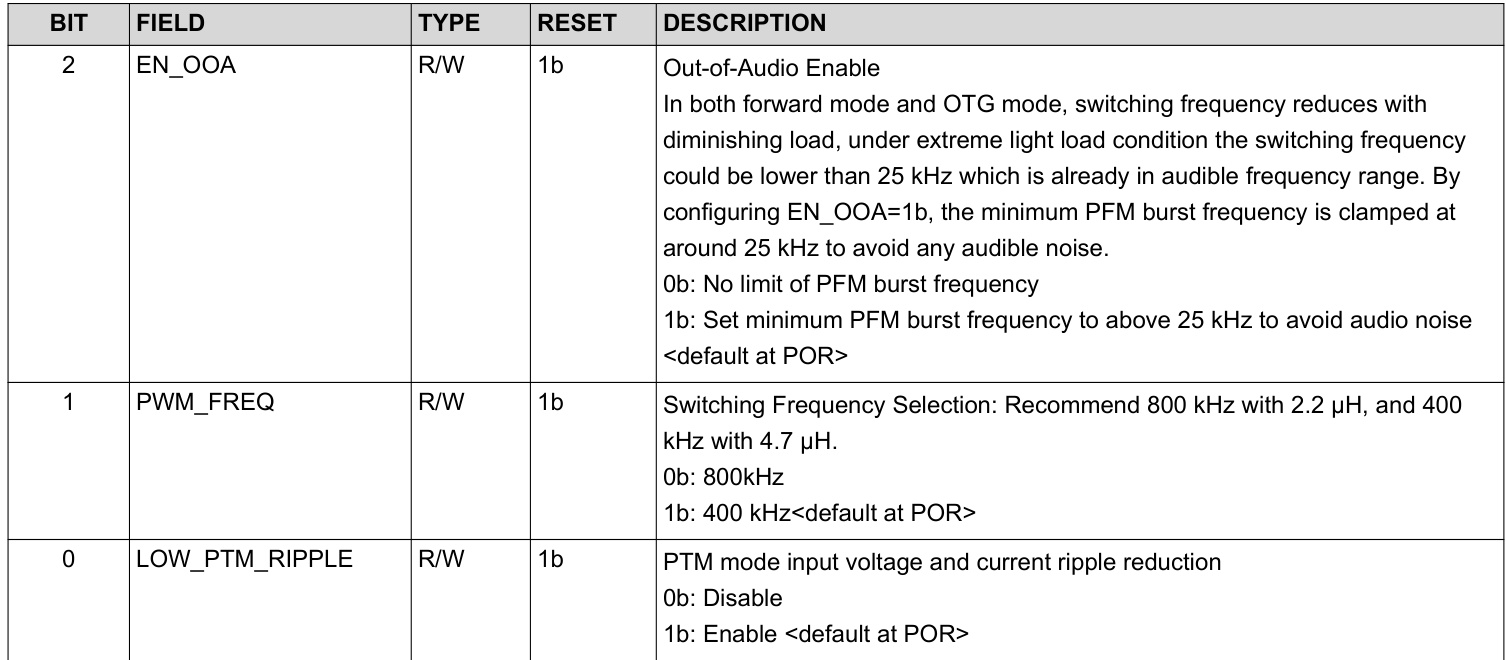 BIT FIELD TYPE RESET DESCRIPTION
2 EN_OOA R/W 1b Out-of-Audio Enable
In both forward mode and OTG mode, switching frequency reduces with
diminishing load, under extreme light load condition the switching frequency
could be lower than 25 kHz which is already in audible frequency range. By
configuring EN_OOA=1b, the minimum PFM burst frequency is clamped at
around 25 kHz to avoid any audible noise.
0b: No limit of PFM burst frequency
1b: Set minimum PFM burst frequency to above 25 kHz to avoid audio noise
<default at POR>
1 PWM_FREQ R/W 1b Switching Frequency Selection: Recommend 800 kHz with 2.2 µH, and 400
kHz with 4.7 µH.
0b: 800kHz
1b: 400 kHz<default at POR>
0 LOW_PTM_RIPPLE R/W 1b PTM mode input voltage and current ripple reduction
0b: Disable
1b: Enable <default at POR>